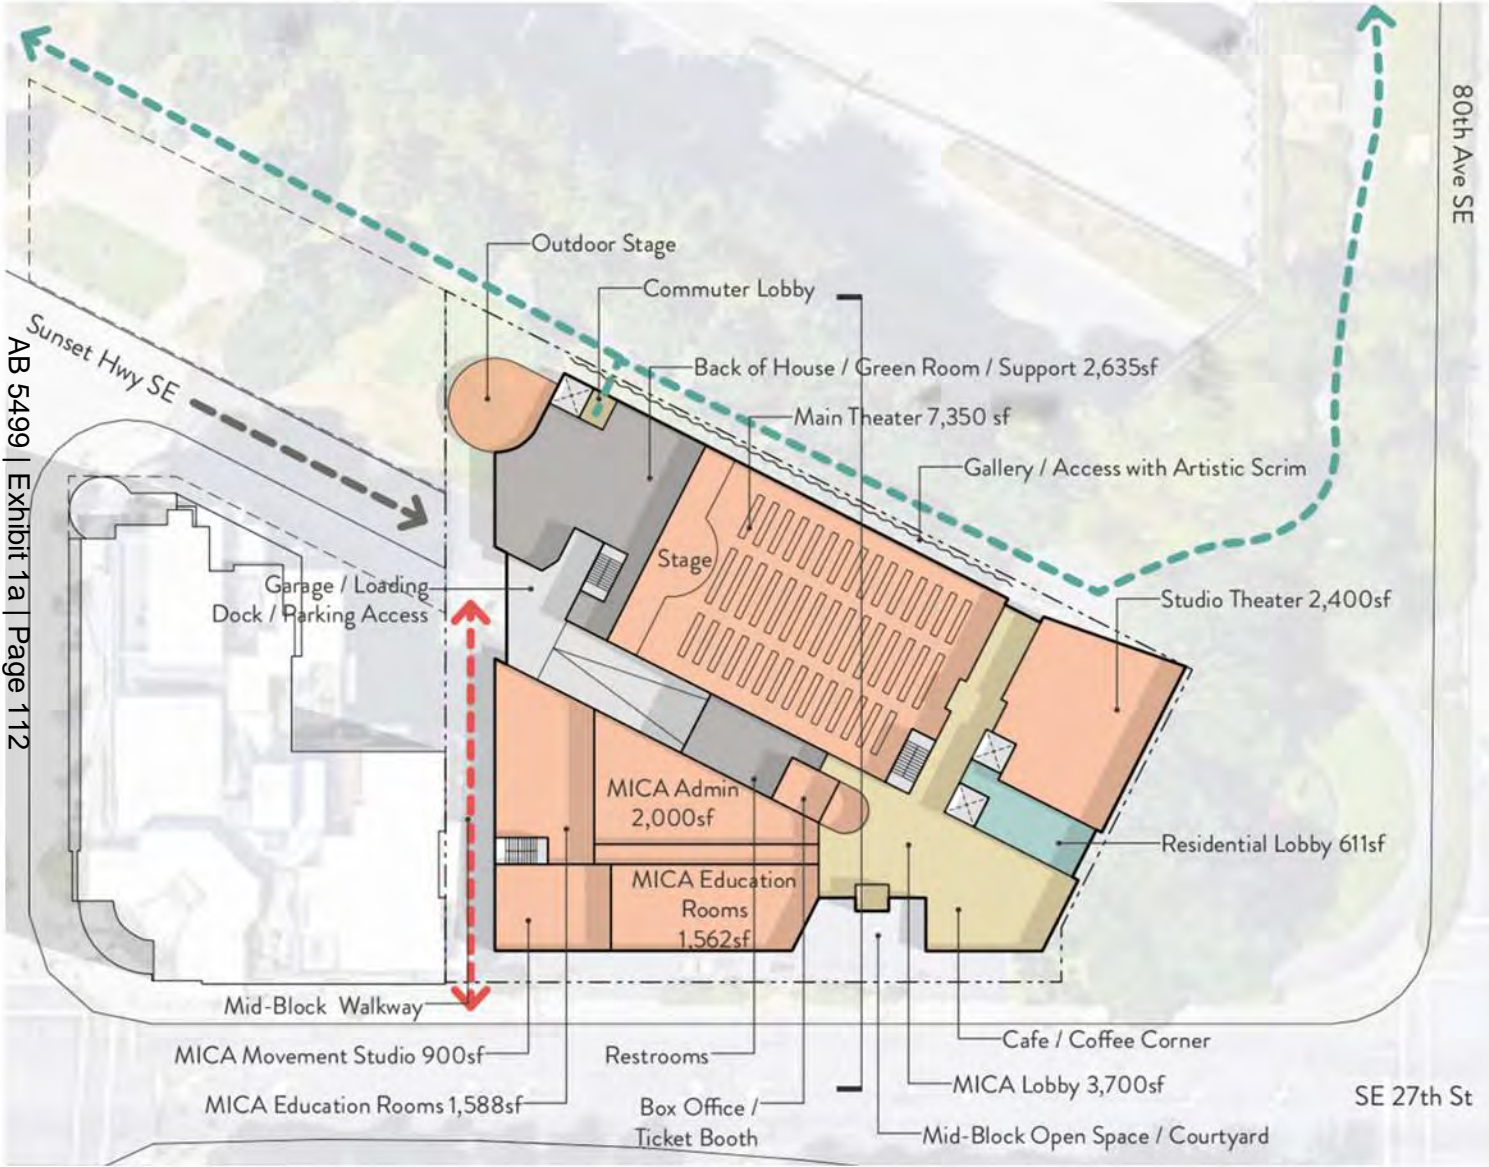 80th Ave SE
Outdoor Stage
Commuter Lobby
Sunset Hwy SE
Back of House / Green Room / Support 2,635sf
Main Theater 7,350 sf
Gallery / Access with Artistic Scrim
AB 5499 | Exhibit 1a | Page 1112
Stage
Garage / Loading
Dock / Parking Access
Studio Theater 2,400sf
MICA Admin
2,000sf
Residential Lobby 611sf
MICA Education
Rooms
1,562sf
Mid-Block Walkway
Cafe / Coffee Corner
MICA Movement Studio 900sf
Restrooms
MICA Lobby 3,700sf
MICA Education Rooms 1,588sf
Box Office /
Ticket Booth
SE 27th St
Mid-Block Open Space / Courtyard